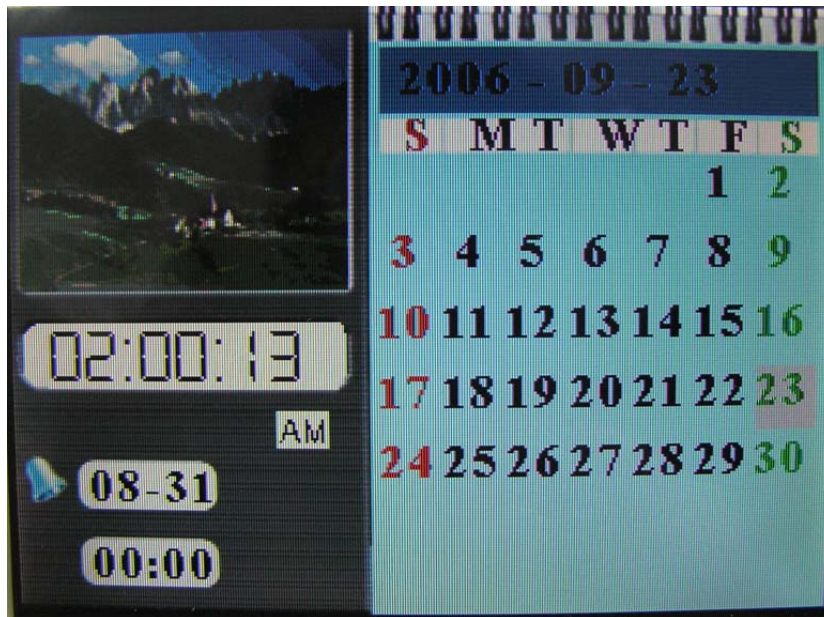 02:00:13
AM
08-31
00:00
2006 - 09 - 23
S M T W T F S
1 2
3 4 5 6 7 8 9
10 11 12 13 14 15 16
17 18 19 20 21 22 23
24 25 26 27 28 29 30